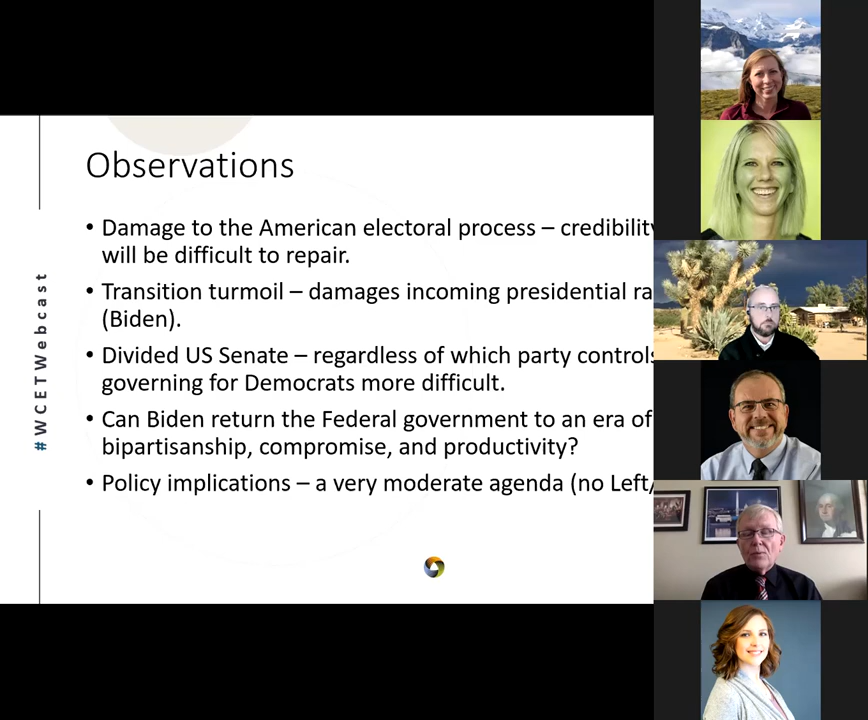 Observations
• Damage to the American electoral process – credibility
will be difficult to repair.
• Transition turmoil – damages incoming presidential ra
(Biden).
• Divided US Senate – regardless of which party controls
governing for Democrats more difficult.
• Can Biden return the Federal government to an era of
bipartisanship, compromise, and productivity?
• Policy implications – a very moderate agenda (no Left/
#WCETWebcast